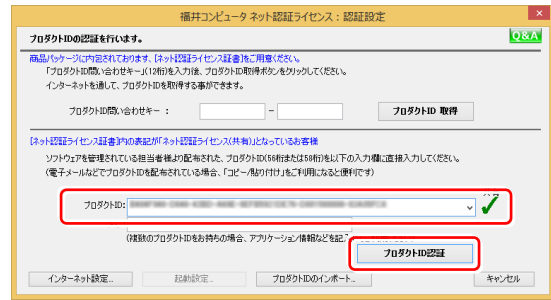 福井コンピュータ ネット認証ライセンス：認証設定
×
プロダクトIDの認証を行います。
Q&A
商品パッケージに内包されております、[ネット認証ライセンス証書]をご用意ください。
「プロダクトID問い合わせキー」(12桁)を入力後、プロダクトID取得ボタンをクリックしてください。
インターネットを通して、プロダクトIDを取得する事ができます。
プロダクトID問い合わせキー ： － プロダクトID 取得
[ネット認証ライセンス証書]内の表記が「ネット認証ライセンス(共有)」となっているお客様
ソフトウェアを管理されている担当者様より配布された、プロダクトID(56桁または58桁)を以下の入力欄に直接入力してください。
(電子メールなどでプロダクトIDを配布されている場合、「コピー/貼り付け」をご利用になると便利です)
プロダクトID:
(複数のプロダクトIDをお持ちの場合、アプリケーション情報などを記入
プロダクトID認証
インターネット設定... 起動設定... プロダクトIDのインポート... キャンセル